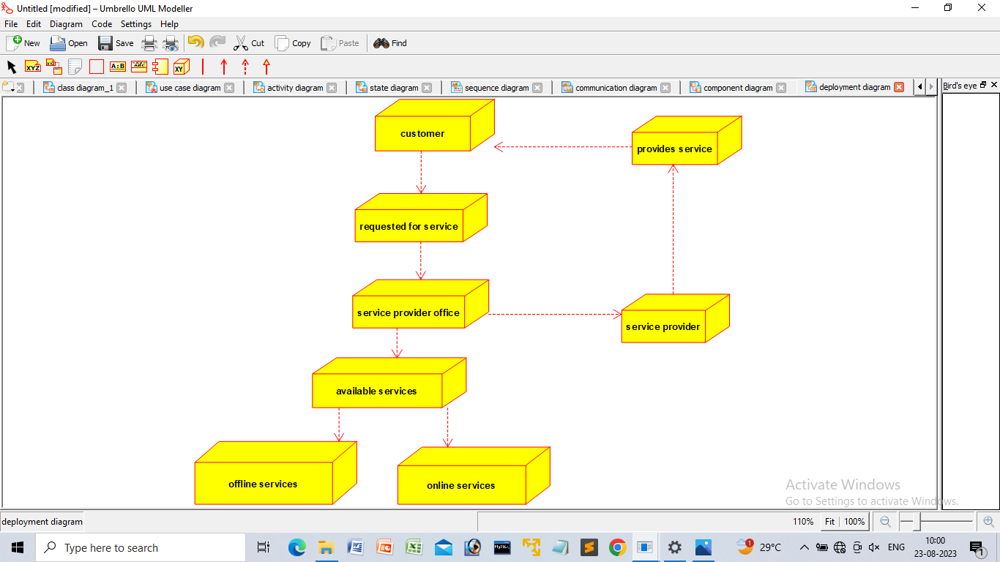 Untitled [modified] – Umbrello UML Modeller
File Edit Diagram Code Settings Help
New Open Save Cut Copy Paste Find
XYZ XYZ A:B XY
class diagram_1 use case diagram activity diagram state diagram sequence diagram communication diagram component diagram deployment diagram Bird's eye
customer
provides service
requested for service
service provider office
service provider
available services
offline services
online services
Activate Windows
Go to Settings to activate Windows.
deployment diagram 110% Fit 100%
Type here to search 29°C ENG 10:00
23-08-2023